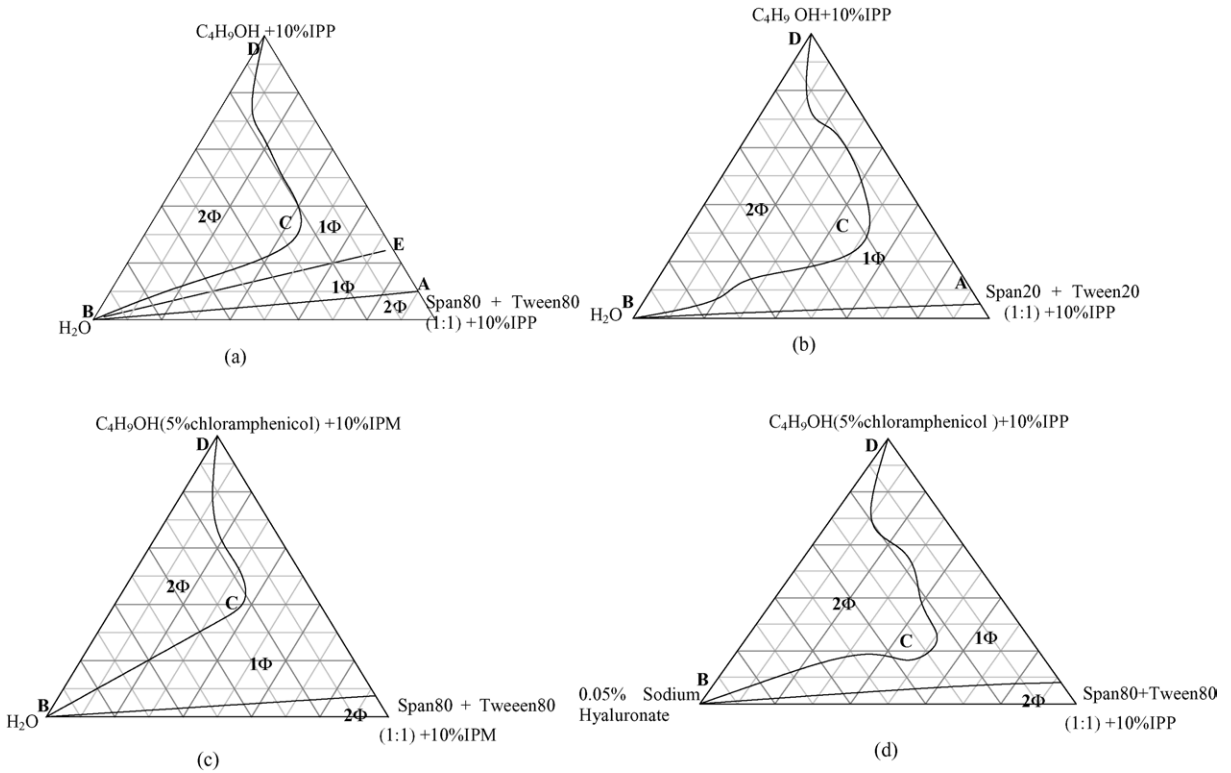 C₄H₉OH +10%IPP
D
2Φ
C
1Φ
E
1Φ
A
B
2Φ
Span80 + Tween80
H₂O
(1:1) +10%IPP
(a)
C₄H₉ OH+10%IPP
D
2Φ
C
1Φ
A
B
Span20 + Tween20
H₂O
(1:1) +10%IPP
(b)
C₄H₉OH(5%chloramphenicol) +10%IPM
D
2Φ
C
1Φ
B
Span80 + Tweeen80
H₂O
2Φ
(1:1) +10%IPM
(c)
C₄H₉OH(5%chloramphenicol )+10%IPP
D
2Φ
C
1Φ
B
0.05% Sodium
Hyaluronate
2Φ
Span80+Tween80
(1:1) +10%IPP
(d)